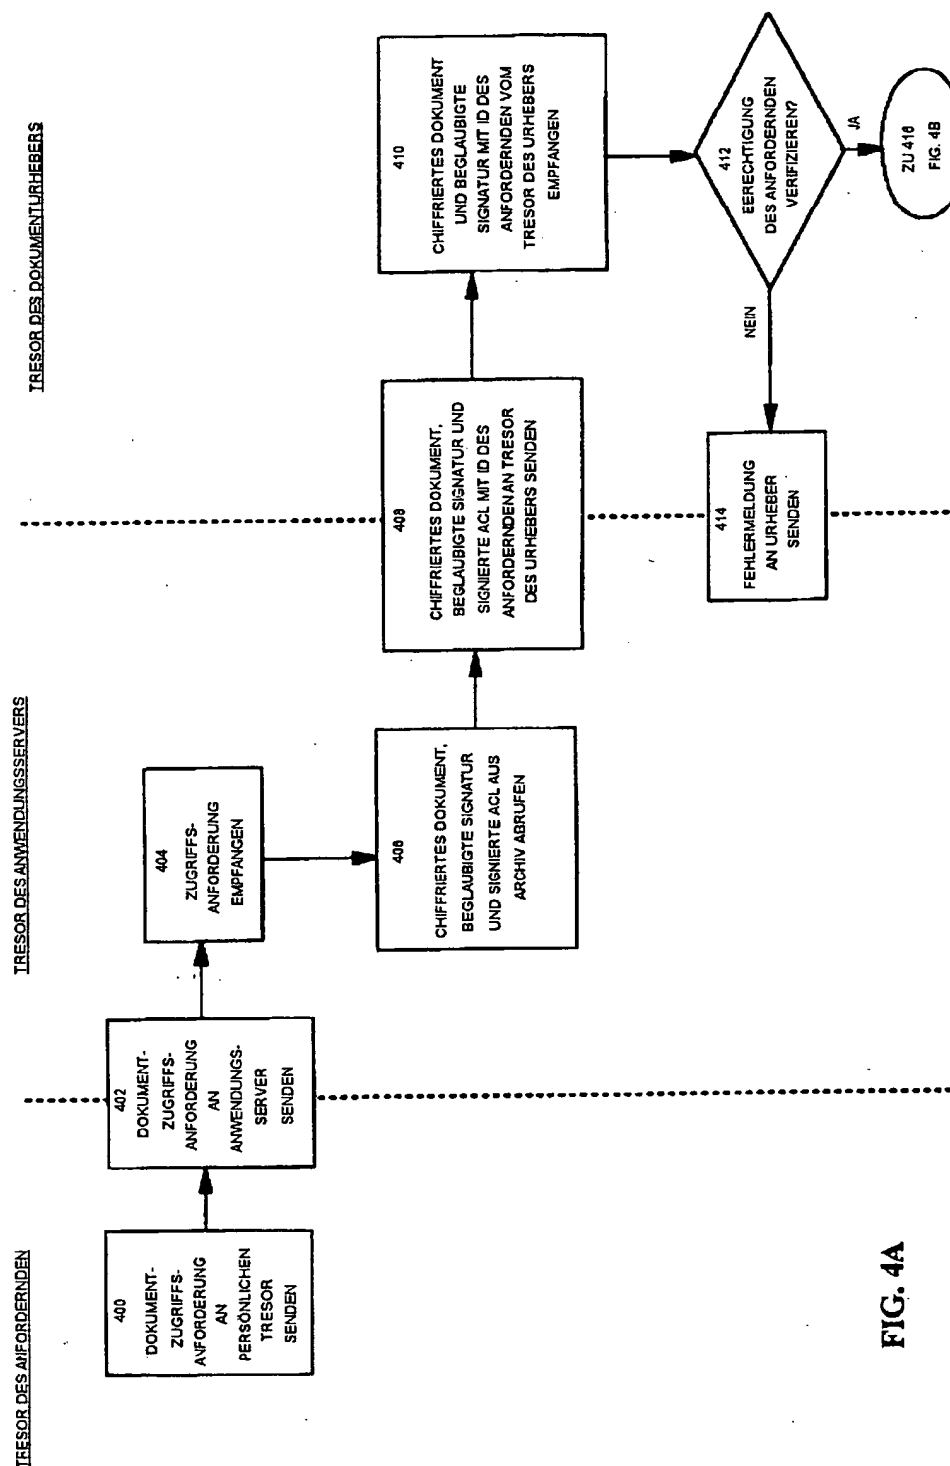 TRESOR DES ANFORDERNDEN
TRESOR DES ANWENDUNGSSERVERS
TRESOR DES DOKUMENTURHEBERS
400
DOKUMENT-
ZUGRIFFS-
ANFORDERUNG
AN
PERSÖNLICHEN
TRESOR
SENDEN
402
DOKUMENT-
ZUGRIFFS-
ANFORDERUNG
AN
ANWENDUNGS-
SERVER
SENDEN
404
ZUGRIFFS-
ANFORDERUNG
EMPFANGEN
406
CHIFFRIERTES DOKUMENT,
BEGLAUBIGTE SIGNATUR
UND SIGNIERTE ACL AUS
ARCHIV ABRUFEN
408
CHIFFRIERTES DOKUMENT,
BEGLAUBIGTE SIGNATUR UND
SIGNIERTE ACL MIT ID DES
ANFORDERNDEN AN TRESOR
DES URHEBERS SENDEN
410
CHIFFRIERTES DOKUMENT
UND BEGLAUBIGTE
SIGNATUR MIT ID DES
ANFORDERNDEN VOM
TRESOR DES URHEBERS
EMPFANGEN
412
EERECHTIGUNG
DES ANFORDERNDEN
VERIFIZIEREN?
NEIN
JA
414
FEHLERMELDUNG
AN URHEBER
SENDEN
ZU 416
FIG. 4B
FIG. 4A